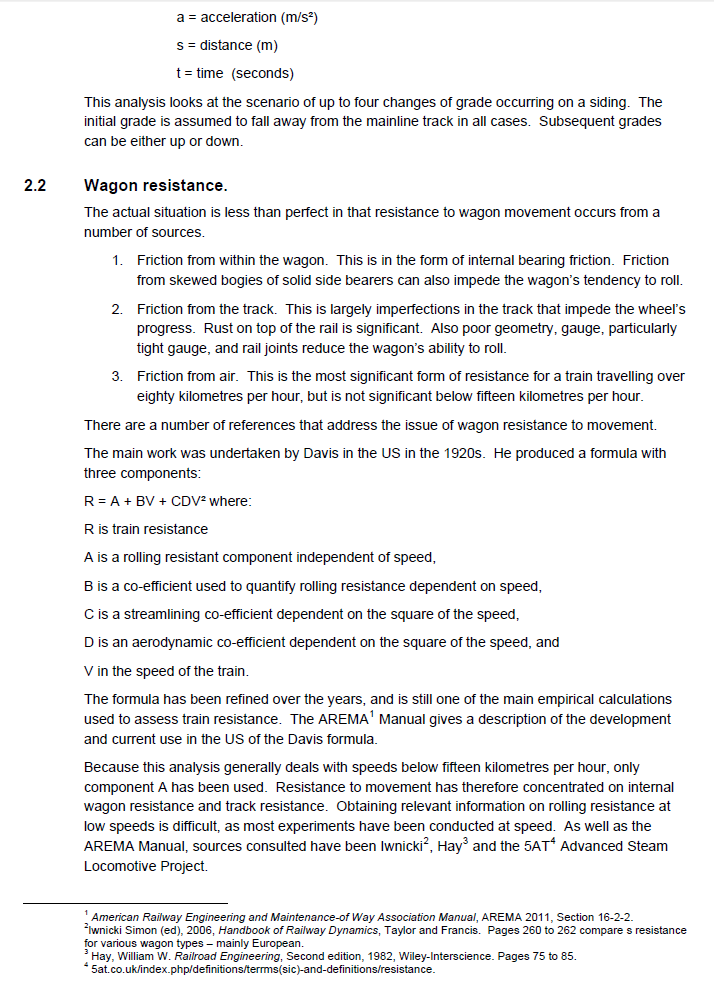 a = acceleration (m/s²)
s = distance (m)
t = time (seconds)
This analysis looks at the scenario of up to four changes of grade occurring on a siding. The
initial grade is assumed to fall away from the mainline track in all cases. Subsequent grades
can be either up or down.
2.2 Wagon resistance.
The actual situation is less than perfect in that resistance to wagon movement occurs from a
number of sources.
1. Friction from within the wagon. This is in the form of internal bearing friction. Friction
from skewed bogies of solid side bearers can also impede the wagon's tendency to roll.
2. Friction from the track. This is largely imperfections in the track that impede the wheel's
progress. Rust on top of the rail is significant. Also poor geometry, gauge, particularly
tight gauge, and rail joints reduce the wagon's ability to roll.
3. Friction from air. This is the most significant form of resistance for a train travelling over
eighty kilometres per hour, but is not significant below fifteen kilometres per hour.
There are a number of references that address the issue of wagon resistance to movement.
The main work was undertaken by Davis in the US in the 1920s. He produced a formula with
three components:
R = A + BV + CDV² where:
R is train resistance
A is a rolling resistant component independent of speed,
B is a co-efficient used to quantify rolling resistance dependent on speed,
C is a streamlining co-efficient dependent on the square of the speed,
D is an aerodynamic co-efficient dependent on the square of the speed, and
V in the speed of the train.
The formula has been refined over the years, and is still one of the main empirical calculations
used to assess train resistance. The AREMA¹ Manual gives a description of the development
and current use in the US of the Davis formula.
Because this analysis generally deals with speeds below fifteen kilometres per hour, only
component A has been used. Resistance to movement has therefore concentrated on internal
wagon resistance and track resistance. Obtaining relevant information on rolling resistance at
low speeds is difficult, as most experiments have been conducted at speed. As well as the
AREMA Manual, sources consulted have been Iwnicki², Hay³ and the 5AT⁴ Advanced Steam
Locomotive Project.
¹ American Railway Engineering and Maintenance-of Way Association Manual, AREMA 2011, Section 16-2-2.
²Iwnicki Simon (ed), 2006, Handbook of Railway Dynamics, Taylor and Francis. Pages 260 to 262 compare s resistance
for various wagon types – mainly European.
³ Hay, William W. Railroad Engineering, Second edition, 1982, Wiley-Interscience. Pages 75 to 85.
⁴ 5at.co.uk/index.php/definitions/terrms(sic)-and-definitions/resistance.